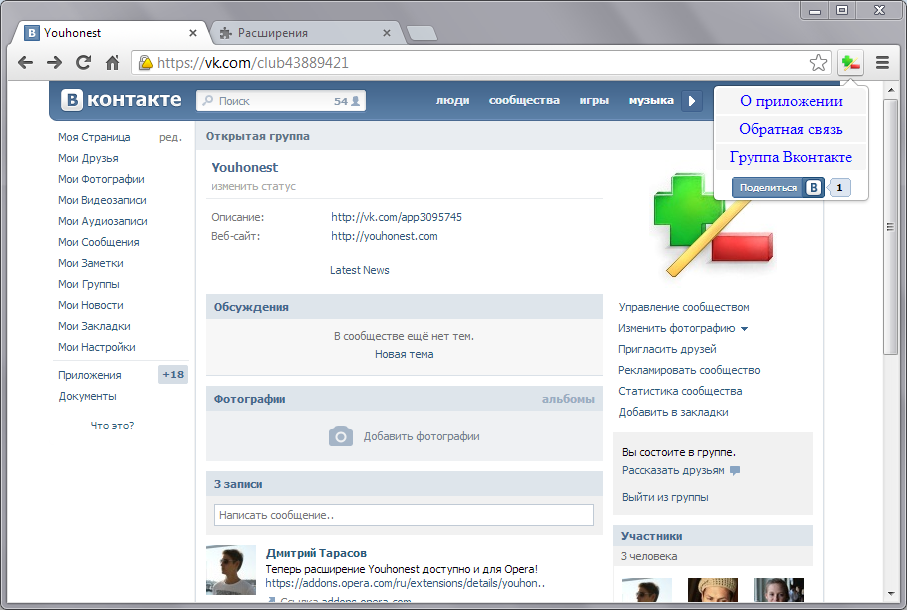 Youhonest
Расширения
https://vk.com/club43889421
В контакте
Поиск
54
люди
сообщества
игры
музыка
О приложении
Обратная связь
Группа Вконтакте
Поделиться
B
1
Моя Страница
ред.
Мои Друзья
Мои Фотографии
Мои Видеозаписи
Мои Аудиозаписи
Мои Сообщения
Мои Заметки
Мои Группы
Мои Новости
Мои Закладки
Мои Настройки
Приложения
+18
Документы
Что это?
Открытая группа
Youhonest
изменить статус
Описание:
http://vk.com/app3095745
Веб-сайт:
http://youhonest.com
Latest News
Обсуждения
В сообществе ещё нет тем.
Новая тема
Фотографии
альбомы
Добавить фотографии
3 записи
Написать сообщение..
Дмитрий Тарасов
Теперь расширение Youhonest доступно и для Opera!
https://addons.opera.com/ru/extensions/details/youhon..
Ссылка addons.opera.com
Управление сообществом
Изменить фотографию
Пригласить друзей
Рекламировать сообщество
Статистика сообщества
Добавить в закладки
Вы состоите в группе.
Рассказать друзьям
Выйти из группы
Участники
3 человека